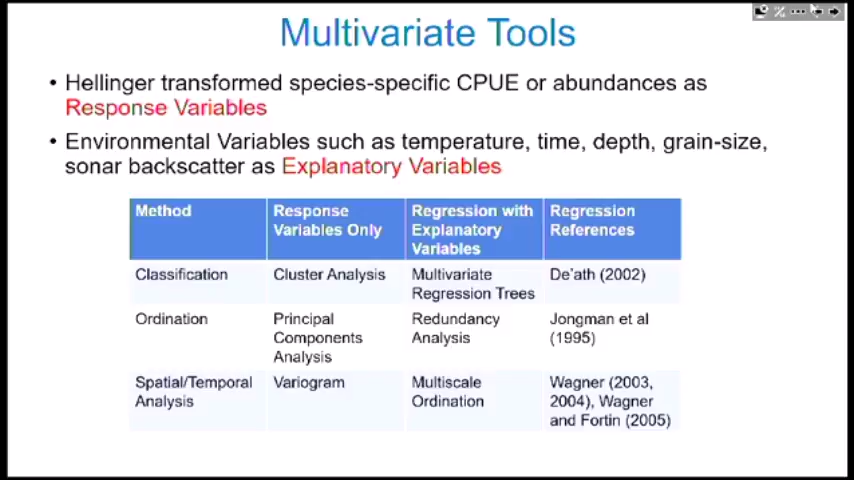 Multivariate Tools
• Hellinger transformed species-specific CPUE or abundances as
Response Variables
• Environmental Variables such as temperature, time, depth, grain-size,
sonar backscatter as Explanatory Variables
Method Response Regression with Regression
Variables Only Explanatory References
Variables
Classification Cluster Analysis Multivariate De'ath (2002)
Regression Trees
Ordination Principal Redundancy Jongman et al
Components Analysis (1995)
Analysis
Spatial/Temporal Variogram Multiscale Wagner (2003,
Analysis Ordination 2004), Wagner
and Fortin (2005)